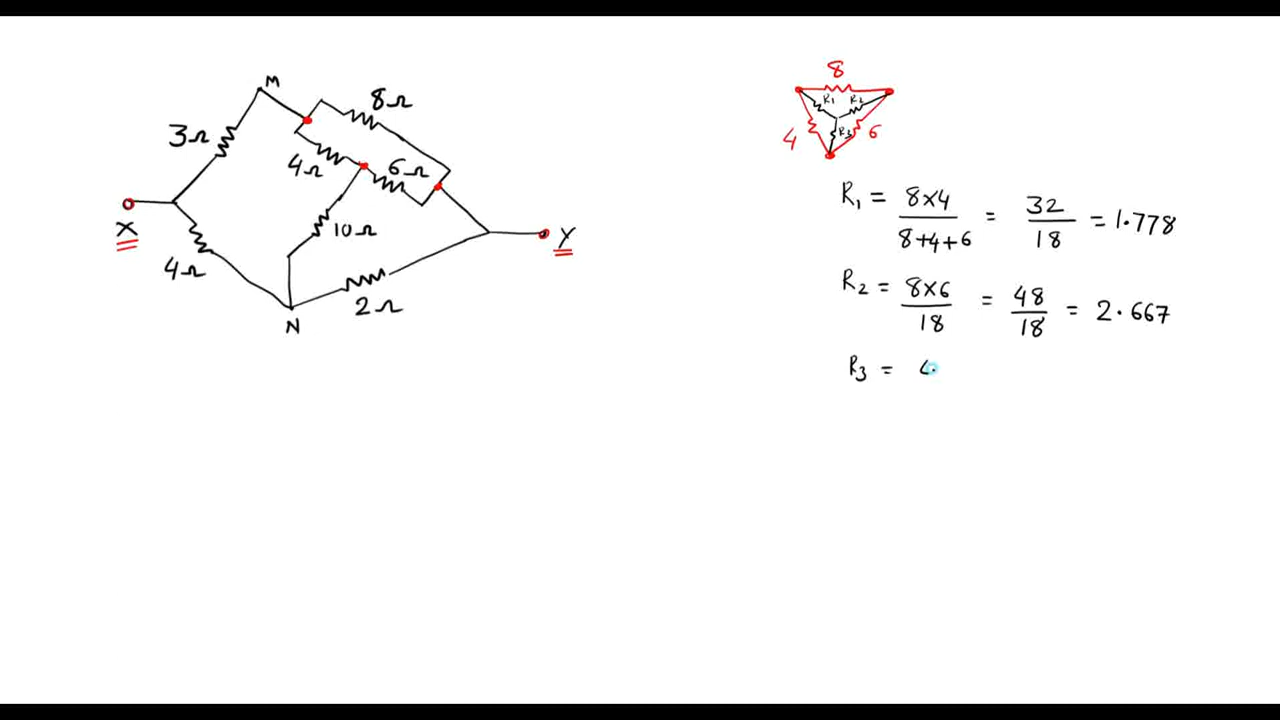 M
3Ω
8Ω
4Ω
6Ω
10Ω
X
Y
4Ω
2Ω
N
8
R1 R2
4 R3 6
R1 = 8×4 / 8+4+6 = 32/18 = 1.778
R2 = 8×6 / 18 = 48/18 = 2.667
R3 =